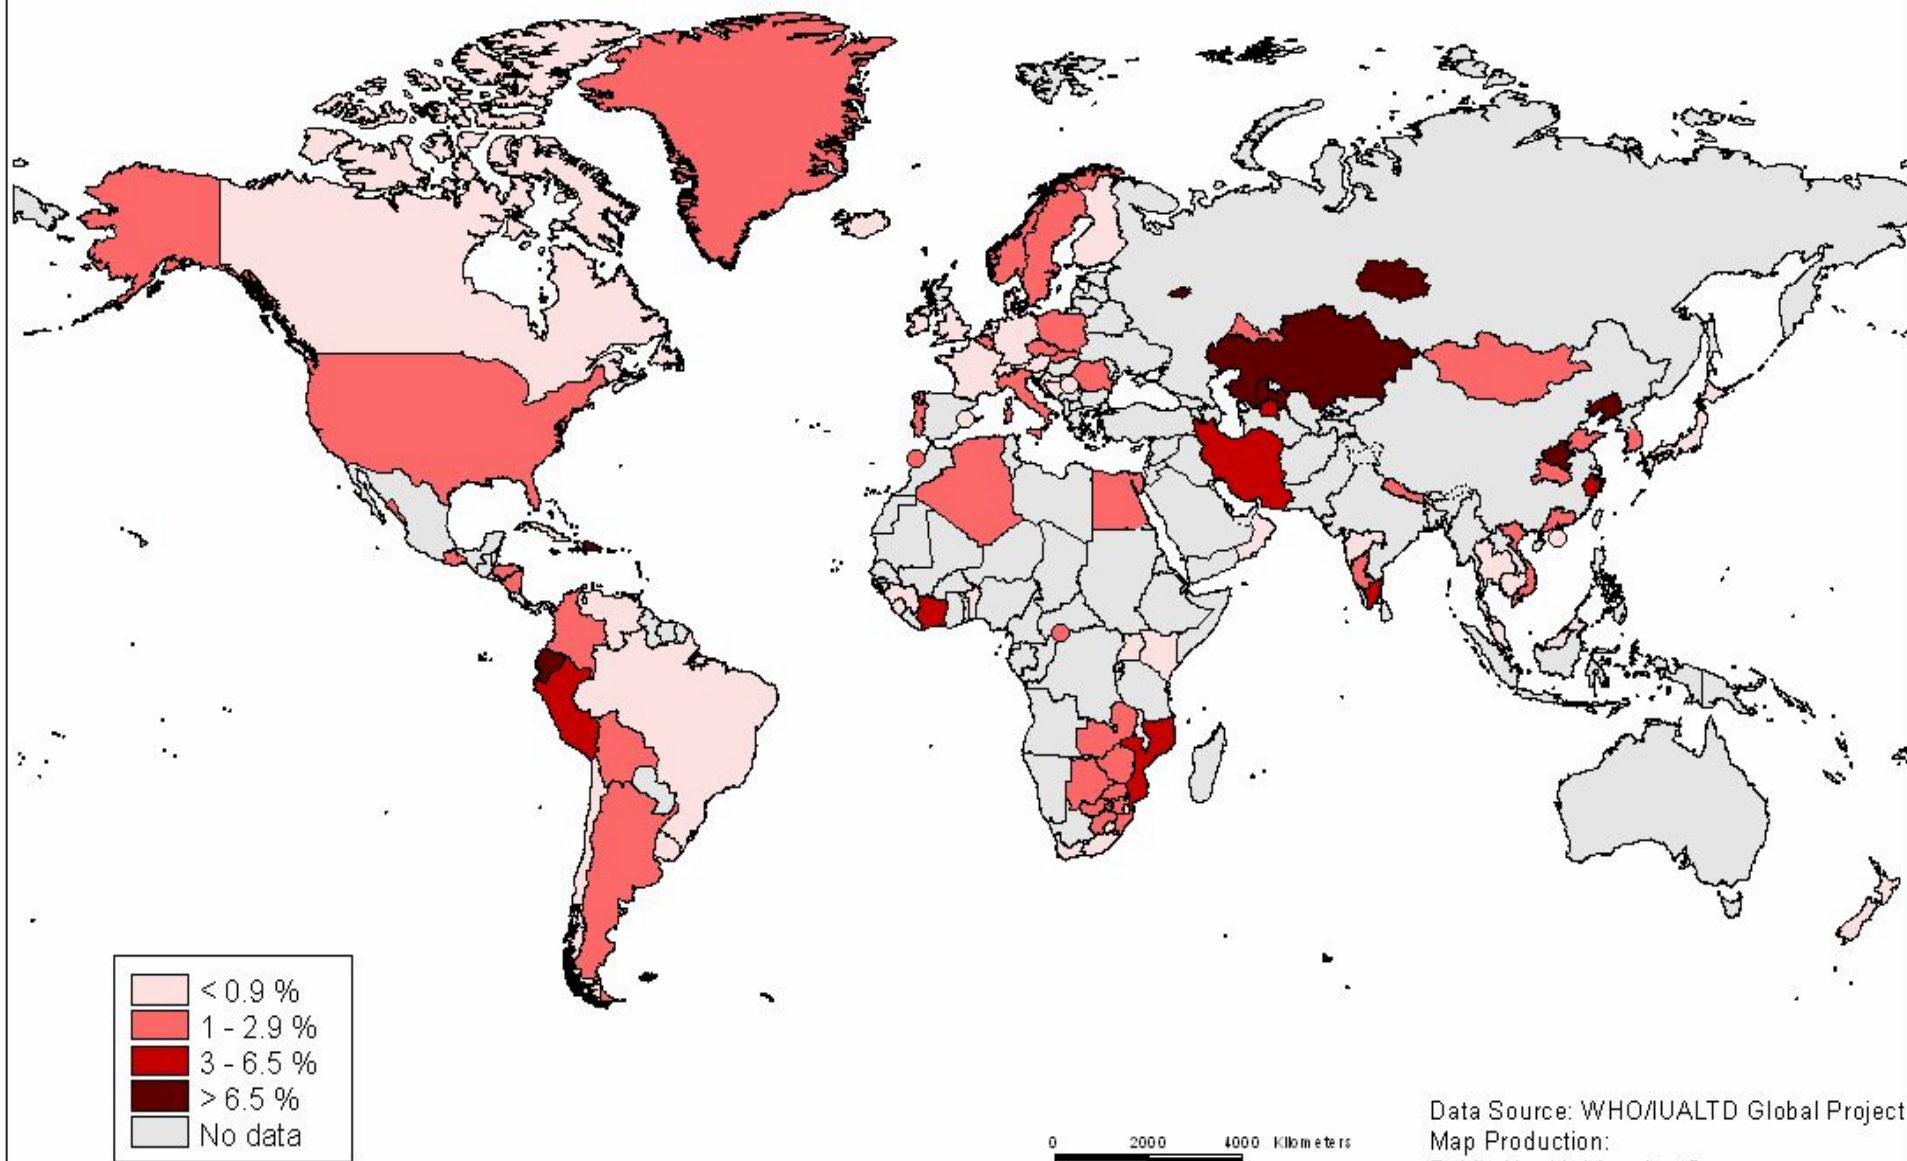 < 0.9 %
1 - 2.9 %
3 - 6.5 %
> 6.5 %
No data
0 2000 4000 Kilometers
Data Source: WHO/IUALTD Global Project
Map Production: